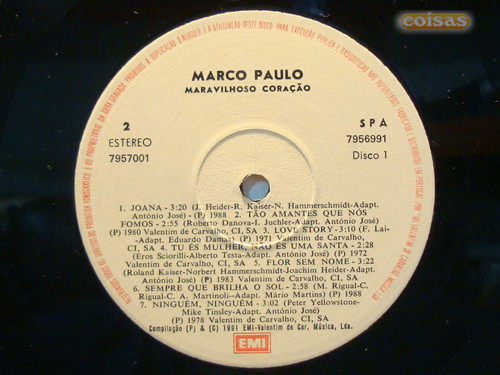 coisas
MARCO PAULO
MARAVILHOSO CORAÇÃO
2
ESTEREO
7957001
SPA
7956991
Disco 1
1. JOANA - 3:20 (J. Heider-R. Kaiser-N. Hammerschmidt-Adapt.
António José) - (P) 1988 2. TÃO AMANTES QUE NÓS
FOMOS - 2:55 (Roberto Danova-I. Juchler-Adapt. António José)
(P) 1980 Valentim de Carvalho, CI, SA 3. LOVE STORY - 3:10 (F. Lai-
-Adapt. Eduardo Damas) (P) 1971 Valentim de Carvalho,
CI, SA 4. TU ÉS MULHER, NÃO ÉS UMA SANTA - 2:28
(Eros Sciorilli-Alberto Testa-Adapt. António José) (P) 1972
Valentim de Carvalho, CI, SA 5. FLOR SEM NOME - 3:22
(Roland Kaiser-Norbert Hammerschmidt-Joachim Heider-Adapt.
António José) (P) 1983 Valentim de Carvalho, CI, SA
6. SEMPRE QUE BRILHA O SOL - 2:58 (M. Rigual-C.
Rigual-C. A. Martinoli--Adapt. Mário Martins) (P) 1988
7. NINGUÉM, NINGUÉM - 3:02 (Peter Yellowstone-
Mike Tinsley-Adapt. António José)
(P) 1978 Valentim de Carvalho, CI, SA
Compilação (P) & (C) 1991 EMI-Valentim de Car. Música, Lda.
EMI